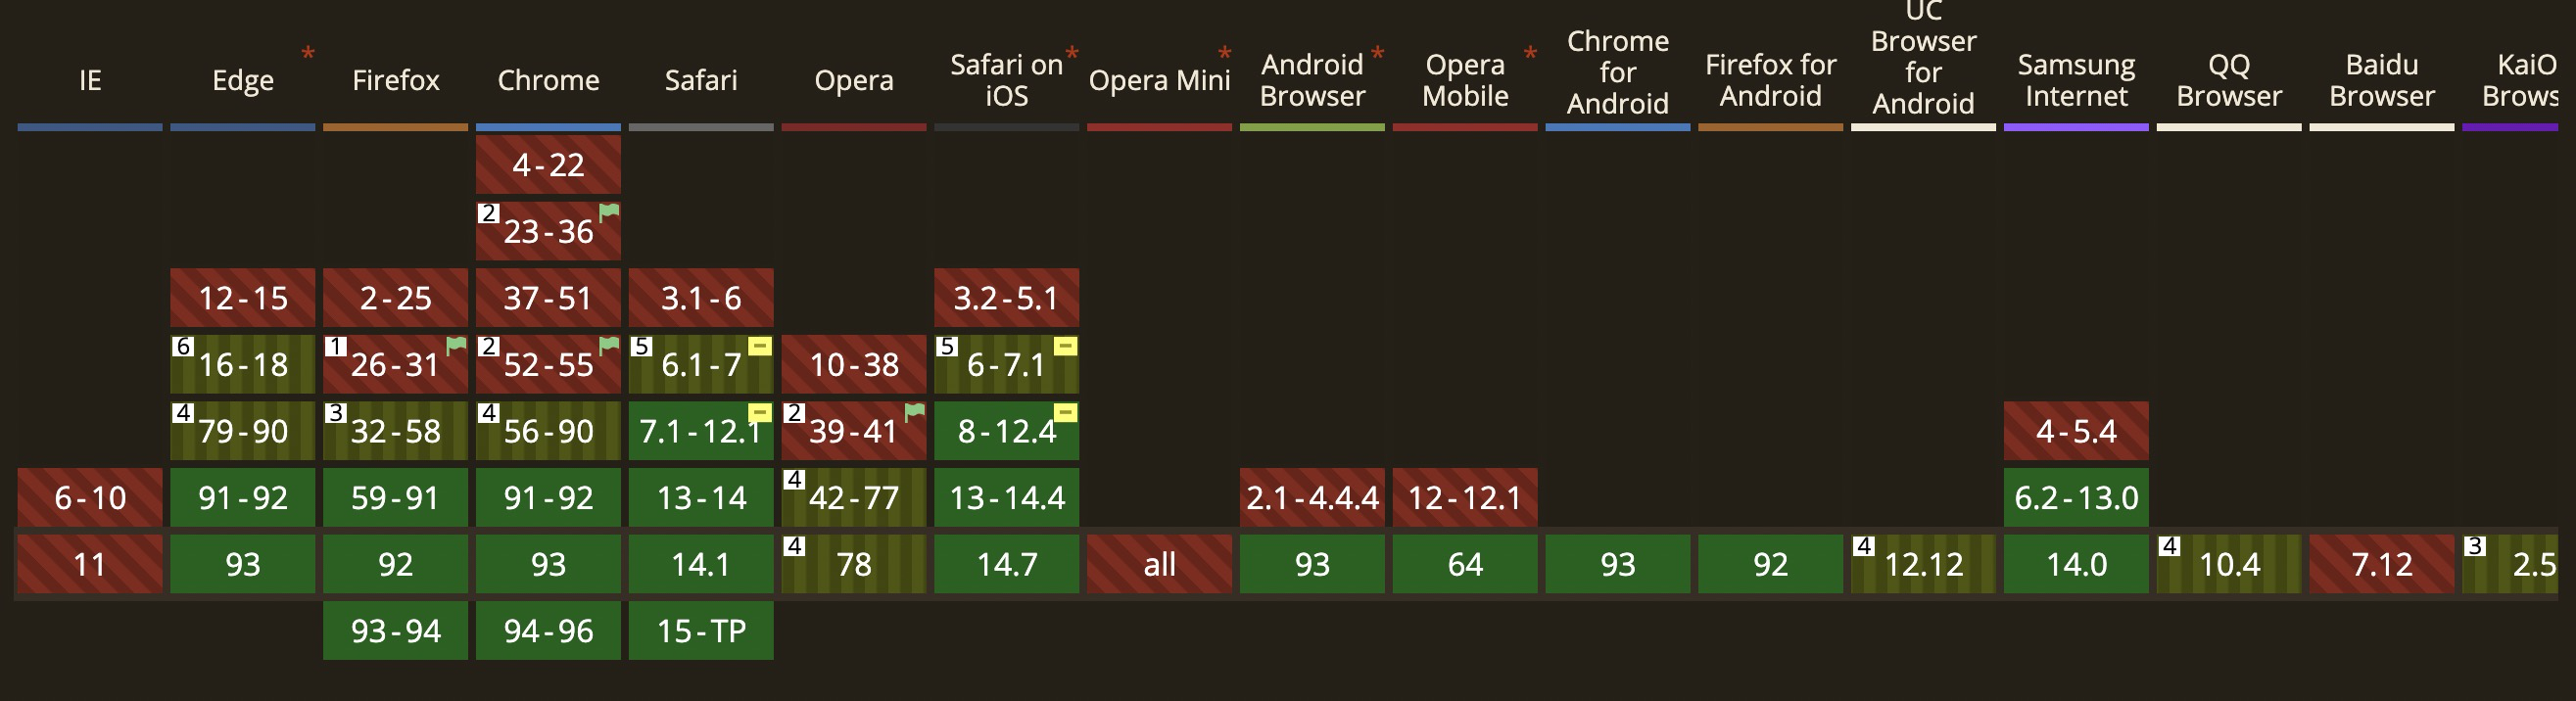 IE
Edge *
Firefox
Chrome
Safari
Opera
Safari on *
iOS
Opera Mini *
Android *
Browser
Opera *
Mobile
Chrome
for
Android
Firefox for
Android
UC
Browser
for
Android
Samsung
Internet
QQ
Browser
Baidu
Browser
KaiO
Brows
4-22
2 23-36
12-15 2-25 37-51 3.1-6 3.2-5.1
6 16-18 1 26-31 2 52-55 5 6.1-7 10-38 5 6-7.1
4 79-90 3 32-58 4 56-90 7.1-12.1 2 39-41 8-12.4 4-5.4
6-10 91-92 59-91 91-92 13-14 4 42-77 13-14.4 2.1-4.4.4 12-12.1 6.2-13.0
11 93 92 93 14.1 4 78 14.7 all 93 64 93 92 4 12.12 14.0 4 10.4 7.12 3 2.5
93-94 94-96 15-TP